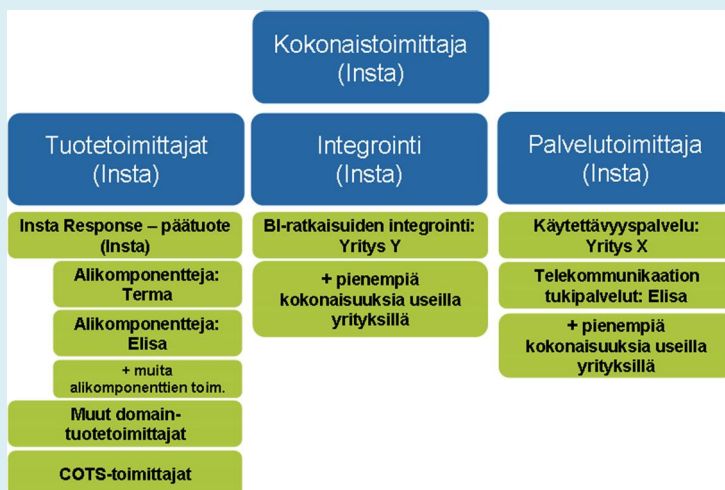 Kokonaistoimittaja
(Insta)
Tuotetoimittajat
(Insta)
Insta Response – päätuote
(Insta)
Alikomponentteja:
Terma
Alikomponentteja:
Elisa
+ muita
alikomponenttien toim.
Muut domain-
tuotetoimittajat
COTS-toimittajat
Integrointi
(Insta)
BI-ratkaisuiden integrointi:
Yritys Y
+ pienempiä
kokonaisuuksia useilla
yrityksillä
Palvelutoimittaja
(Insta)
Käytettävyyspalvelu:
Yritys X
Telekommunikaation
tukipalvelut: Elisa
+ pienempiä
kokonaisuuksia useilla
yrityksillä